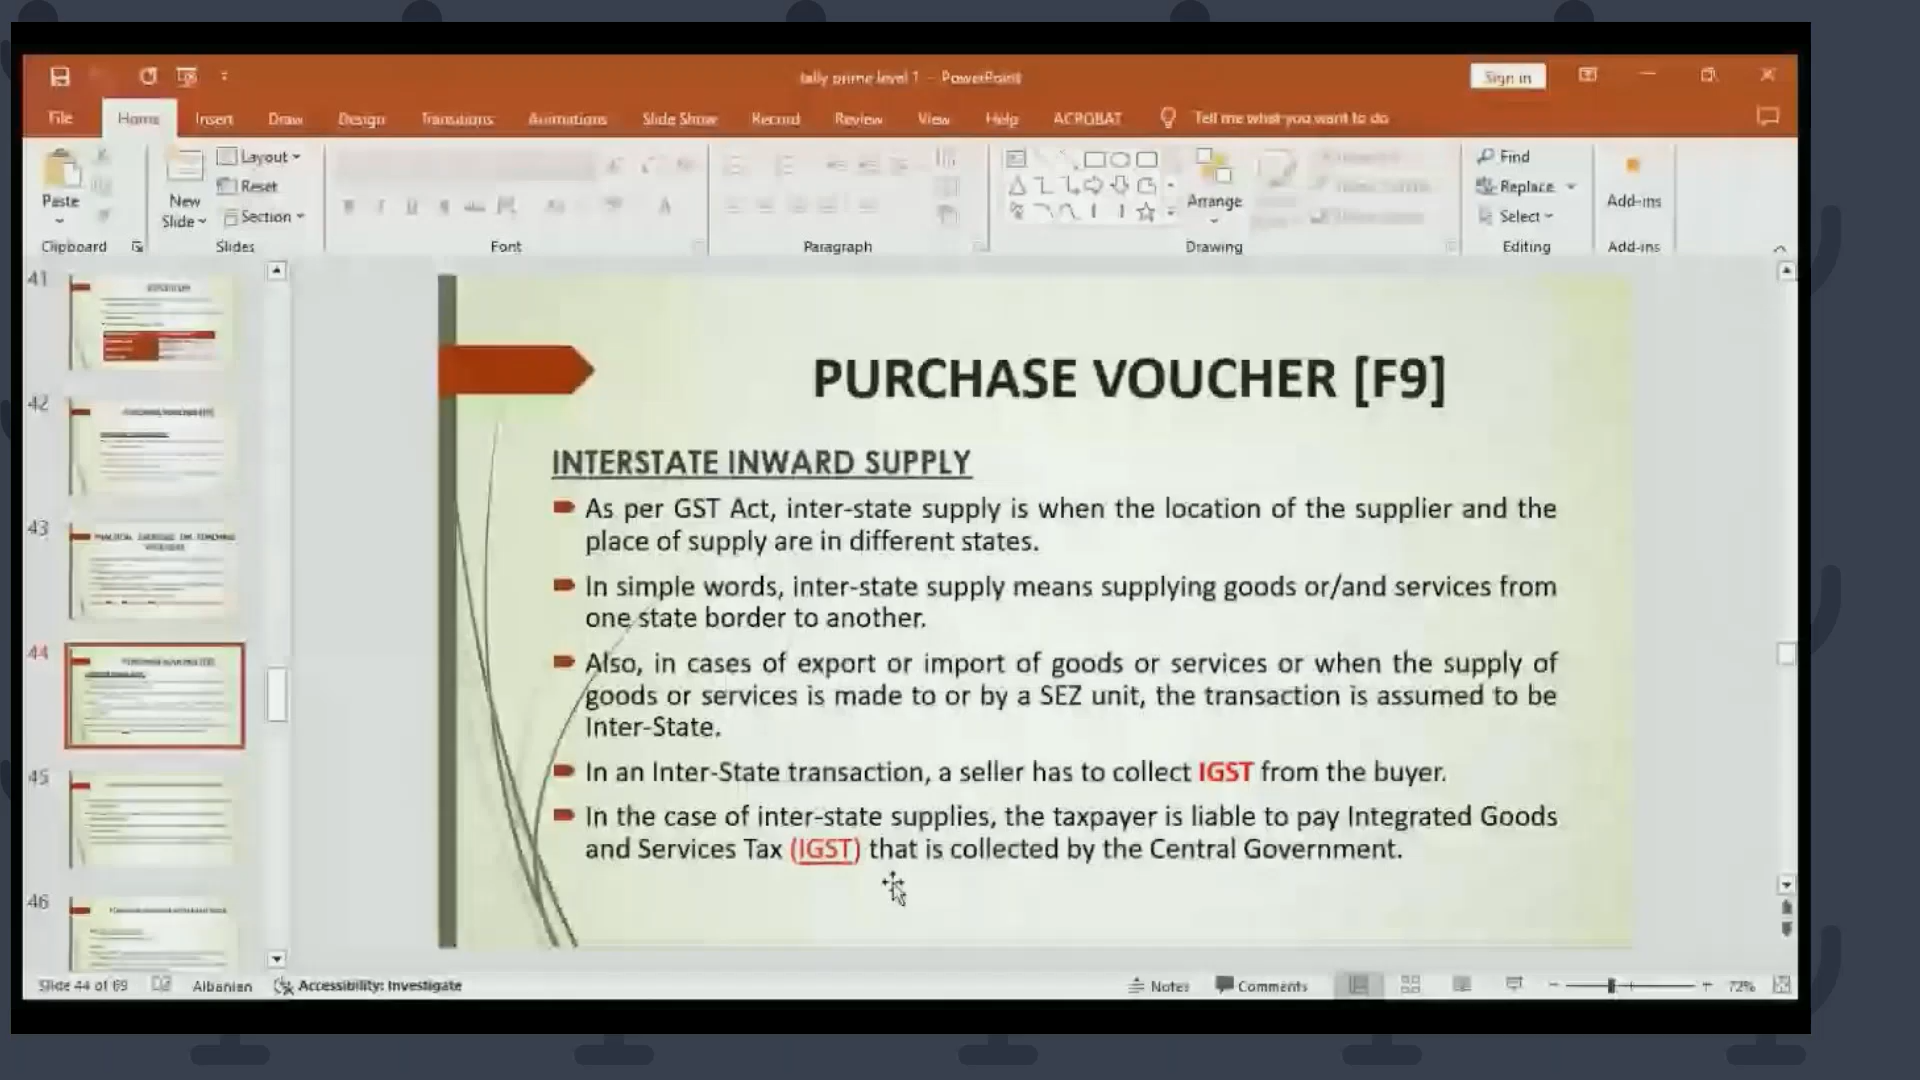 tally prime level 1 - PowerPoint
Sign in
File Home Insert Draw Design Transitions Animations Slide Show Record Review View Help ACROBAT Tell me what you want to do
Paste
New Slide
Layout
Reset
Section
Arrange
Find
Replace
Select
Add-ins
Clipboard Slides Font Paragraph Drawing Editing Add-ins
41
42
43
44
45
46
PURCHASE VOUCHER [F9]
INTERSTATE INWARD SUPPLY
As per GST Act, inter-state supply is when the location of the supplier and the
place of supply are in different states.
In simple words, inter-state supply means supplying goods or/and services from
one state border to another.
Also, in cases of export or import of goods or services or when the supply of
goods or services is made to or by a SEZ unit, the transaction is assumed to be
Inter-State.
In an Inter-State transaction, a seller has to collect IGST from the buyer.
In the case of inter-state supplies, the taxpayer is liable to pay Integrated Goods
and Services Tax (IGST) that is collected by the Central Government.
Slide 44 of 69 Albanian Accessibility: Investigate Notes Comments 72%